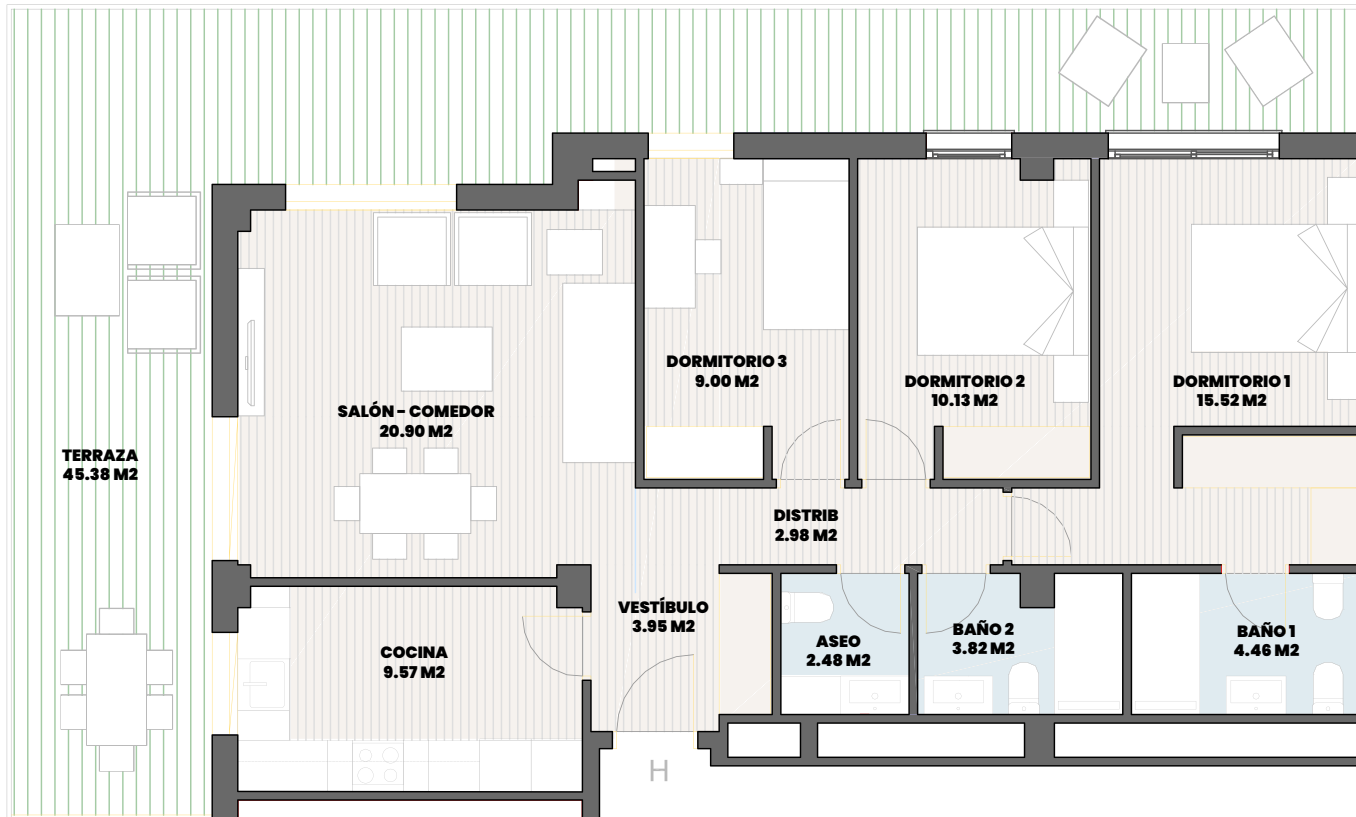 DORMITORIO 3
9.00 M2
DORMITORIO 2
10.13 M2
DORMITORIO 1
15.52 M2
SALÓN - COMEDOR
20.90 M2
TERRAZA
45.38 M2
DISTRIB
2.98 M2
VESTÍBULO
3.95 M2
COCINA
9.57 M2
ASEO
2.48 M2
BAÑO 2
3.82 M2
BAÑO 1
4.46 M2
H